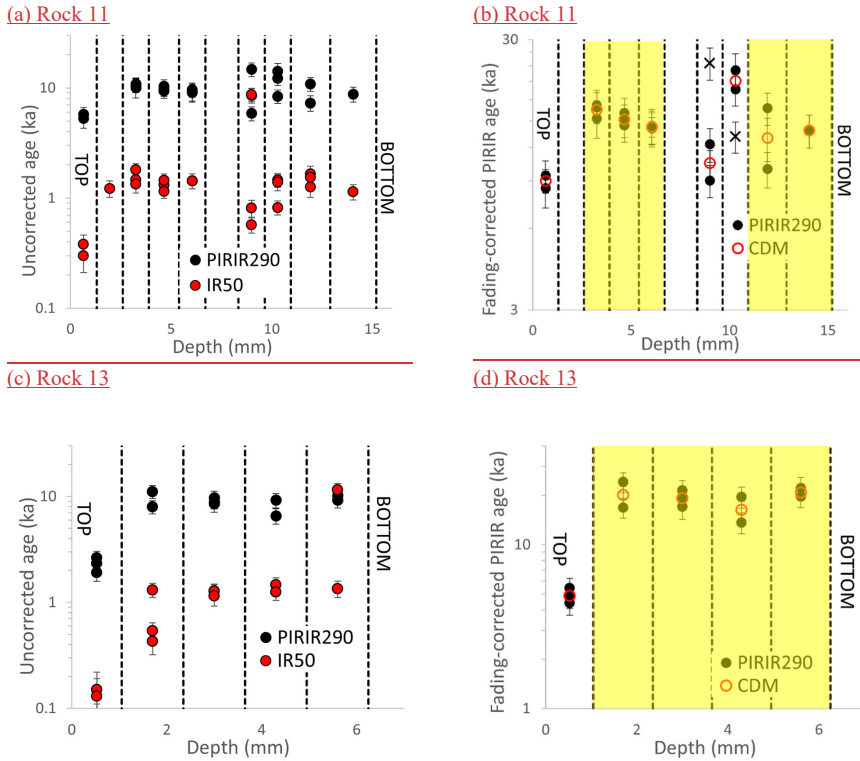 (a) Rock 11
Uncorrected age (ka)
10
1
0.1
TOP
BOTTOM
PIRIR290
IR50
0 5 10 15
Depth (mm)
(b) Rock 11
Fading-corrected PIRIR age (ka)
30
3
TOP
BOTTOM
PIRIR290
CDM
0 5 10 15
Depth (mm)
(c) Rock 13
Uncorrected age (ka)
10
1
0.1
TOP
BOTTOM
PIRIR290
IR50
0 2 4 6
Depth (mm)
(d) Rock 13
Fading-corrected PIRIR age (ka)
10
1
TOP
BOTTOM
PIRIR290
CDM
0 2 4 6
Depth (mm)